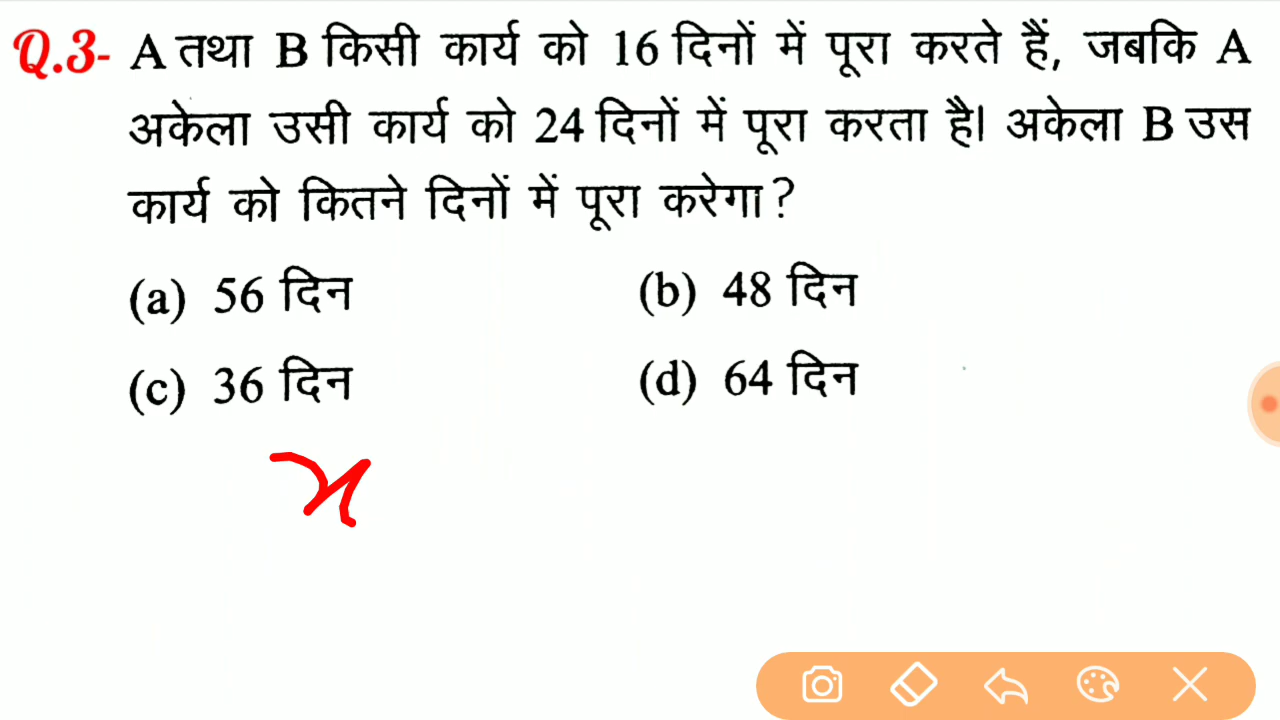 Q.3- A तथा B किसी कार्य को 16 दिनों में पूरा करते हैं, जबकि A
अकेला उसी कार्य को 24 दिनों में पूरा करता है। अकेला B उस
कार्य को कितने दिनों में पूरा करेगा?
(a) 56 दिन (b) 48 दिन
(c) 36 दिन (d) 64 दिन
x